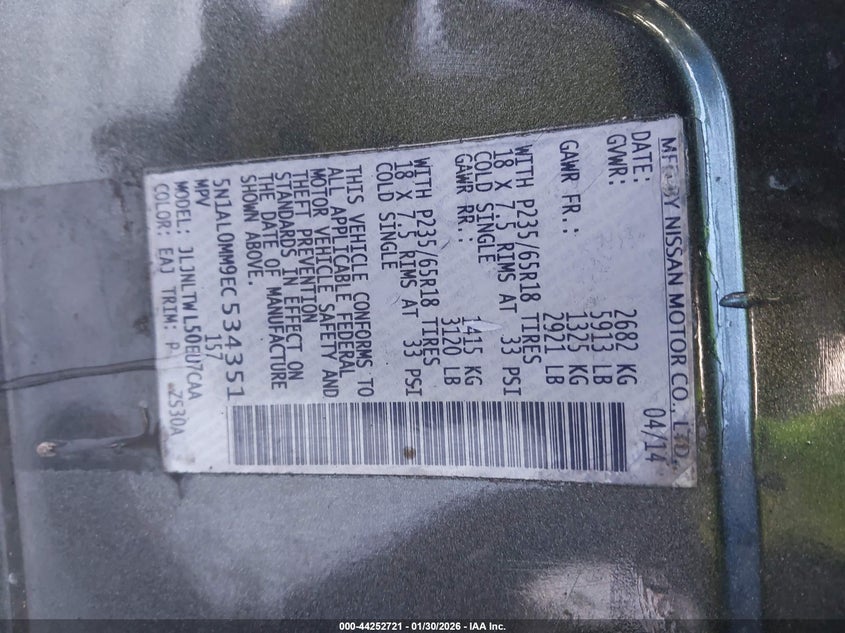 MFD BY NISSAN MOTOR CO., LTD.
DATE: 04/14
GVWR: 2682 KG
5913 LB
GAWR FR.: 1325 KG
2921 LB
WITH P235/65R18 TIRES
18 X 7.5 RIMS AT 33 PSI
COLD SINGLE
GAWR RR.: 1415 KG
3120 LB
WITH P235/65R18 TIRES
18 X 7.5 RIMS AT 33 PSI
COLD SINGLE
THIS VEHICLE CONFORMS TO
ALL APPLICABLE FEDERAL
MOTOR VEHICLE SAFETY AND
THEFT PREVENTION
STANDARDS IN EFFECT ON
THE DATE OF MANUFACTURE
SHOWN ABOVE.
5N1AL0MM9EC534351
MPV 157
MODEL: JLJNLTWL50EU7CAA
COLOR: EAJ TRIM: P ZS30A
000-44252721 - 01/30/2026 - IAA Inc.